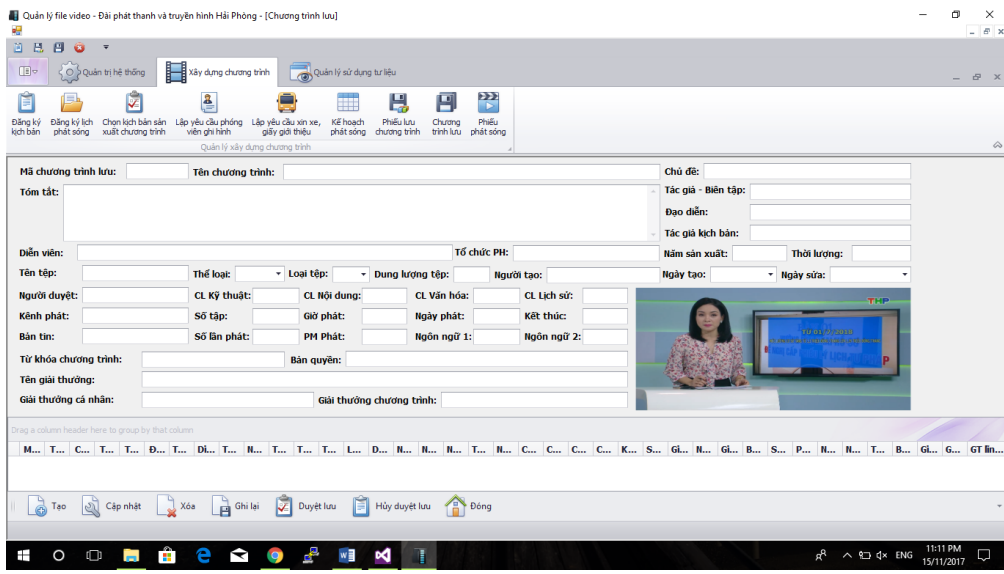 Quản lý file video - Đài phát thanh và truyền hình Hải Phòng - [Chương trình lưu]
Quản trị hệ thống Xây dựng chương trình Quản lý sử dụng tư liệu
Đăng ký kịch bản Đăng ký lịch phát sóng Chọn kịch bản sản xuất chương trình Lập yêu cầu phóng viên ghi hình Lập yêu cầu xin xe, giấy giới thiệu Kế hoạch phát sóng Phiếu lưu chương trình Chương trình lưu Phiếu phát sóng
Quản lý xây dựng chương trình
Mã chương trình lưu: Tên chương trình: Chủ đề:
Tóm tắt: Tác giả - Biên tập:
Đạo diễn:
Tác giả kịch bản:
Diễn viên: Tổ chức PH: Năm sản xuất: Thời lượng:
Tên tệp: Thể loại: Loại tệp: Dung lượng tệp: Người tạo: Ngày tạo: Ngày sửa:
Người duyệt: CL Kỹ thuật: CL Nội dung: CL Văn hóa: CL Lịch sử:
THP
Kênh phát: Số tập: Giờ phát: Ngày phát: Kết thúc:
Bản tin: Số lần phát: PM Phát: Ngôn ngữ 1: Ngôn ngữ 2:
Từ khóa chương trình: Bản quyền:
Tên giải thưởng:
Giải thưởng cá nhân: Giải thưởng chương trình:
Drag a column header here to group by that column
M... T... C... T... T... Đ... T... Di... T... N... T... T... T... L... D... N... N... N... T... N... C... C... C... C... K... S... Gi... N... Gi... B... S... P... N... N... T... B... Gi... G... GT lin...
Tạo Cập nhật Xóa Ghi lại Duyệt lưu Hủy duyệt lưu Đóng
ENG 11:11 PM
15/11/2017